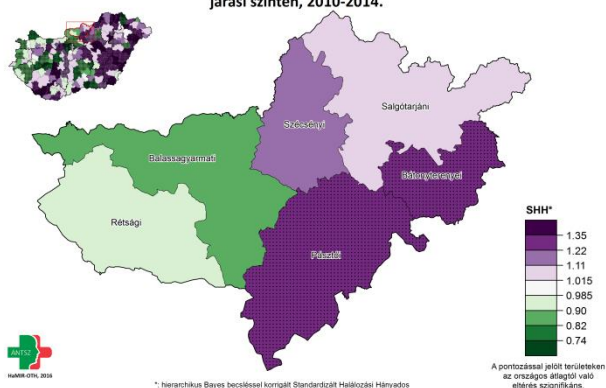 járási szinten, 2010-2014.
Salgótarjáni
Szécsényi
Balassagyarmati
Bátonyterenyei
Rétsági
Pásztói
SHH*
1.35
1.22
1.11
1.015
0.985
0.90
0.82
0.74
ÁNTSZ
HaMIR-OTH, 2016
A pontozással jelölt területeken
az országos átlagtól való
eltérés szignifikáns
*: hierarchikus Bayes becsléssel korrigált Standardizált Halálozási Hányados